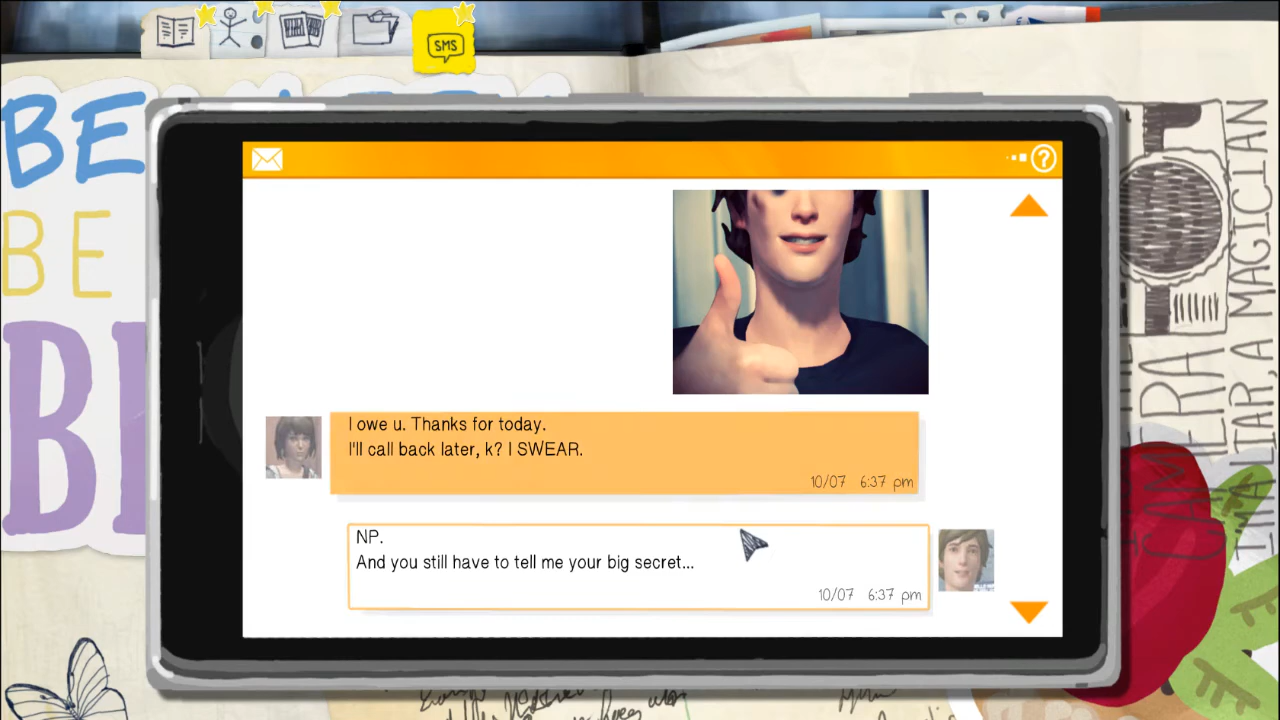 SMS
BE
BE
I owe u. Thanks for today.
I'll call back later, k? I SWEAR.
10/07 6:37 pm
NP.
And you still have to tell me your big secret...
10/07 6:37 pm
CAMERA
LIAR, A MAGICIAN